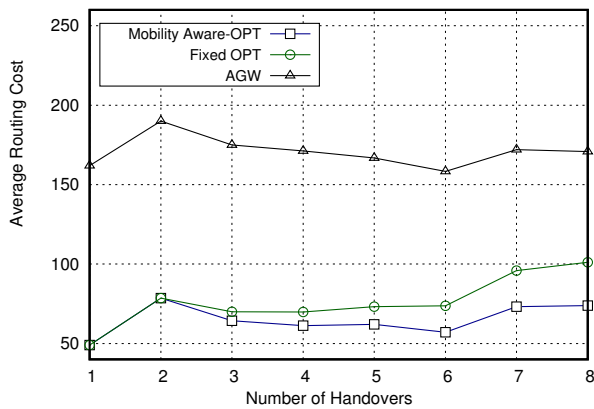 250
200
150
100
50
Average Routing Cost
Mobility Aware-OPT
Fixed OPT
AGW
1 2 3 4 5 6 7 8
Number of Handovers